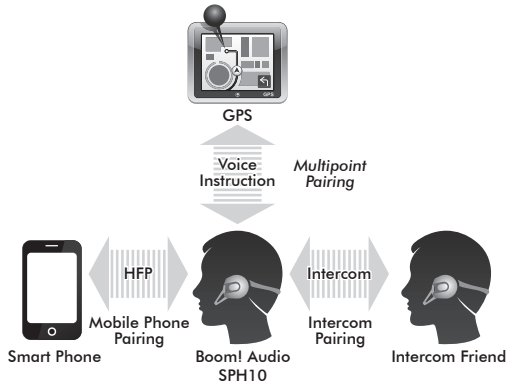 GPS
GPS
Voice
Instruction
Multipoint
Pairing
HFP
Intercom
Mobile Phone
Pairing
Intercom
Pairing
Smart Phone
Boom! Audio
SPH10
Intercom Friend